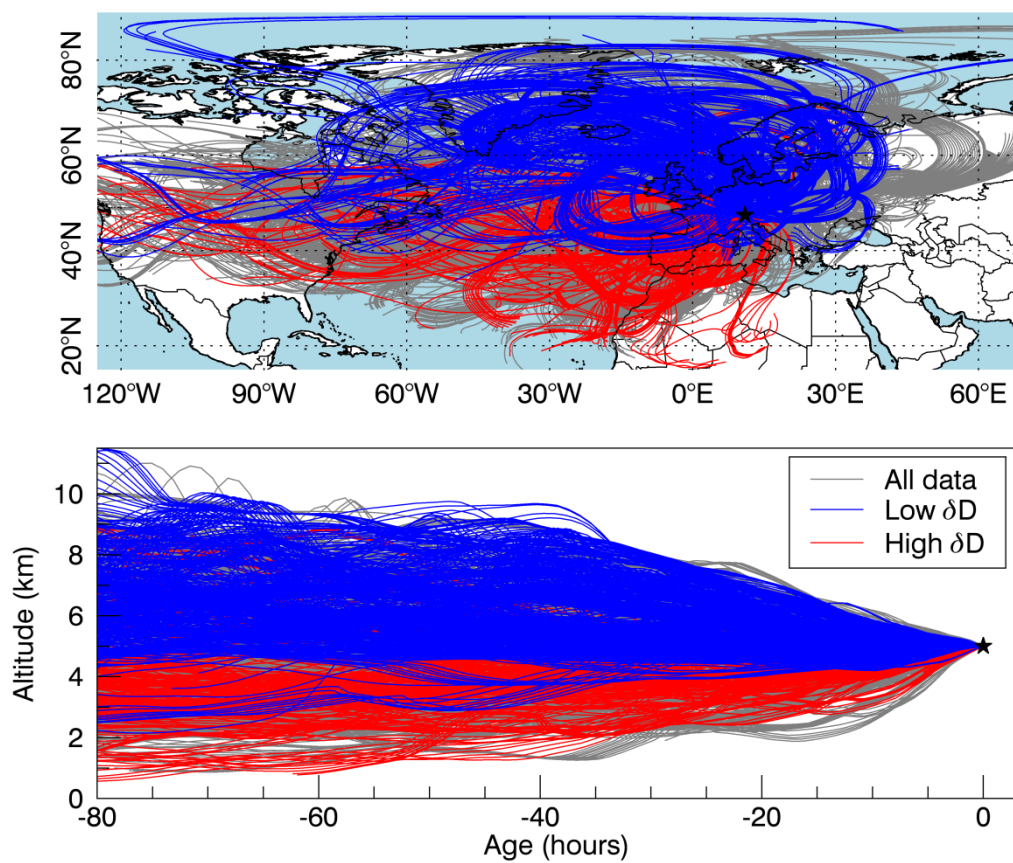 80°N
60°N
40°N
20°N
120°W 90°W 60°W 30°W 0°E 30°E 60°E
Altitude (km)
10
8
6
4
2
0
All data
Low δD
High δD
-80 -60 -40 -20 0
Age (hours)